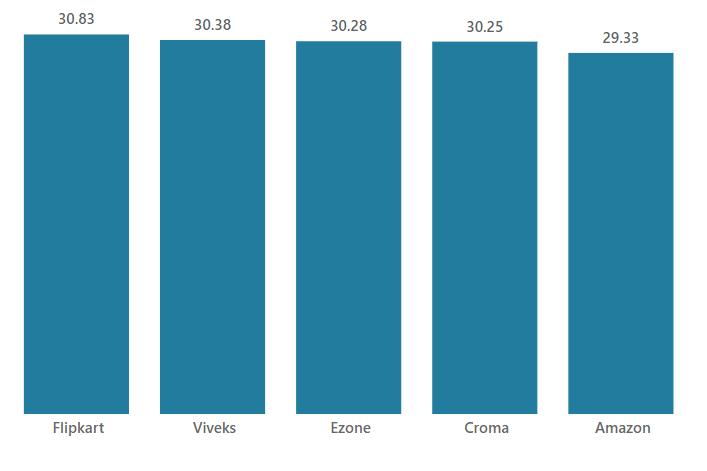 30.83
30.38
30.28
30.25
29.33
Flipkart
Viveks
Ezone
Croma
Amazon